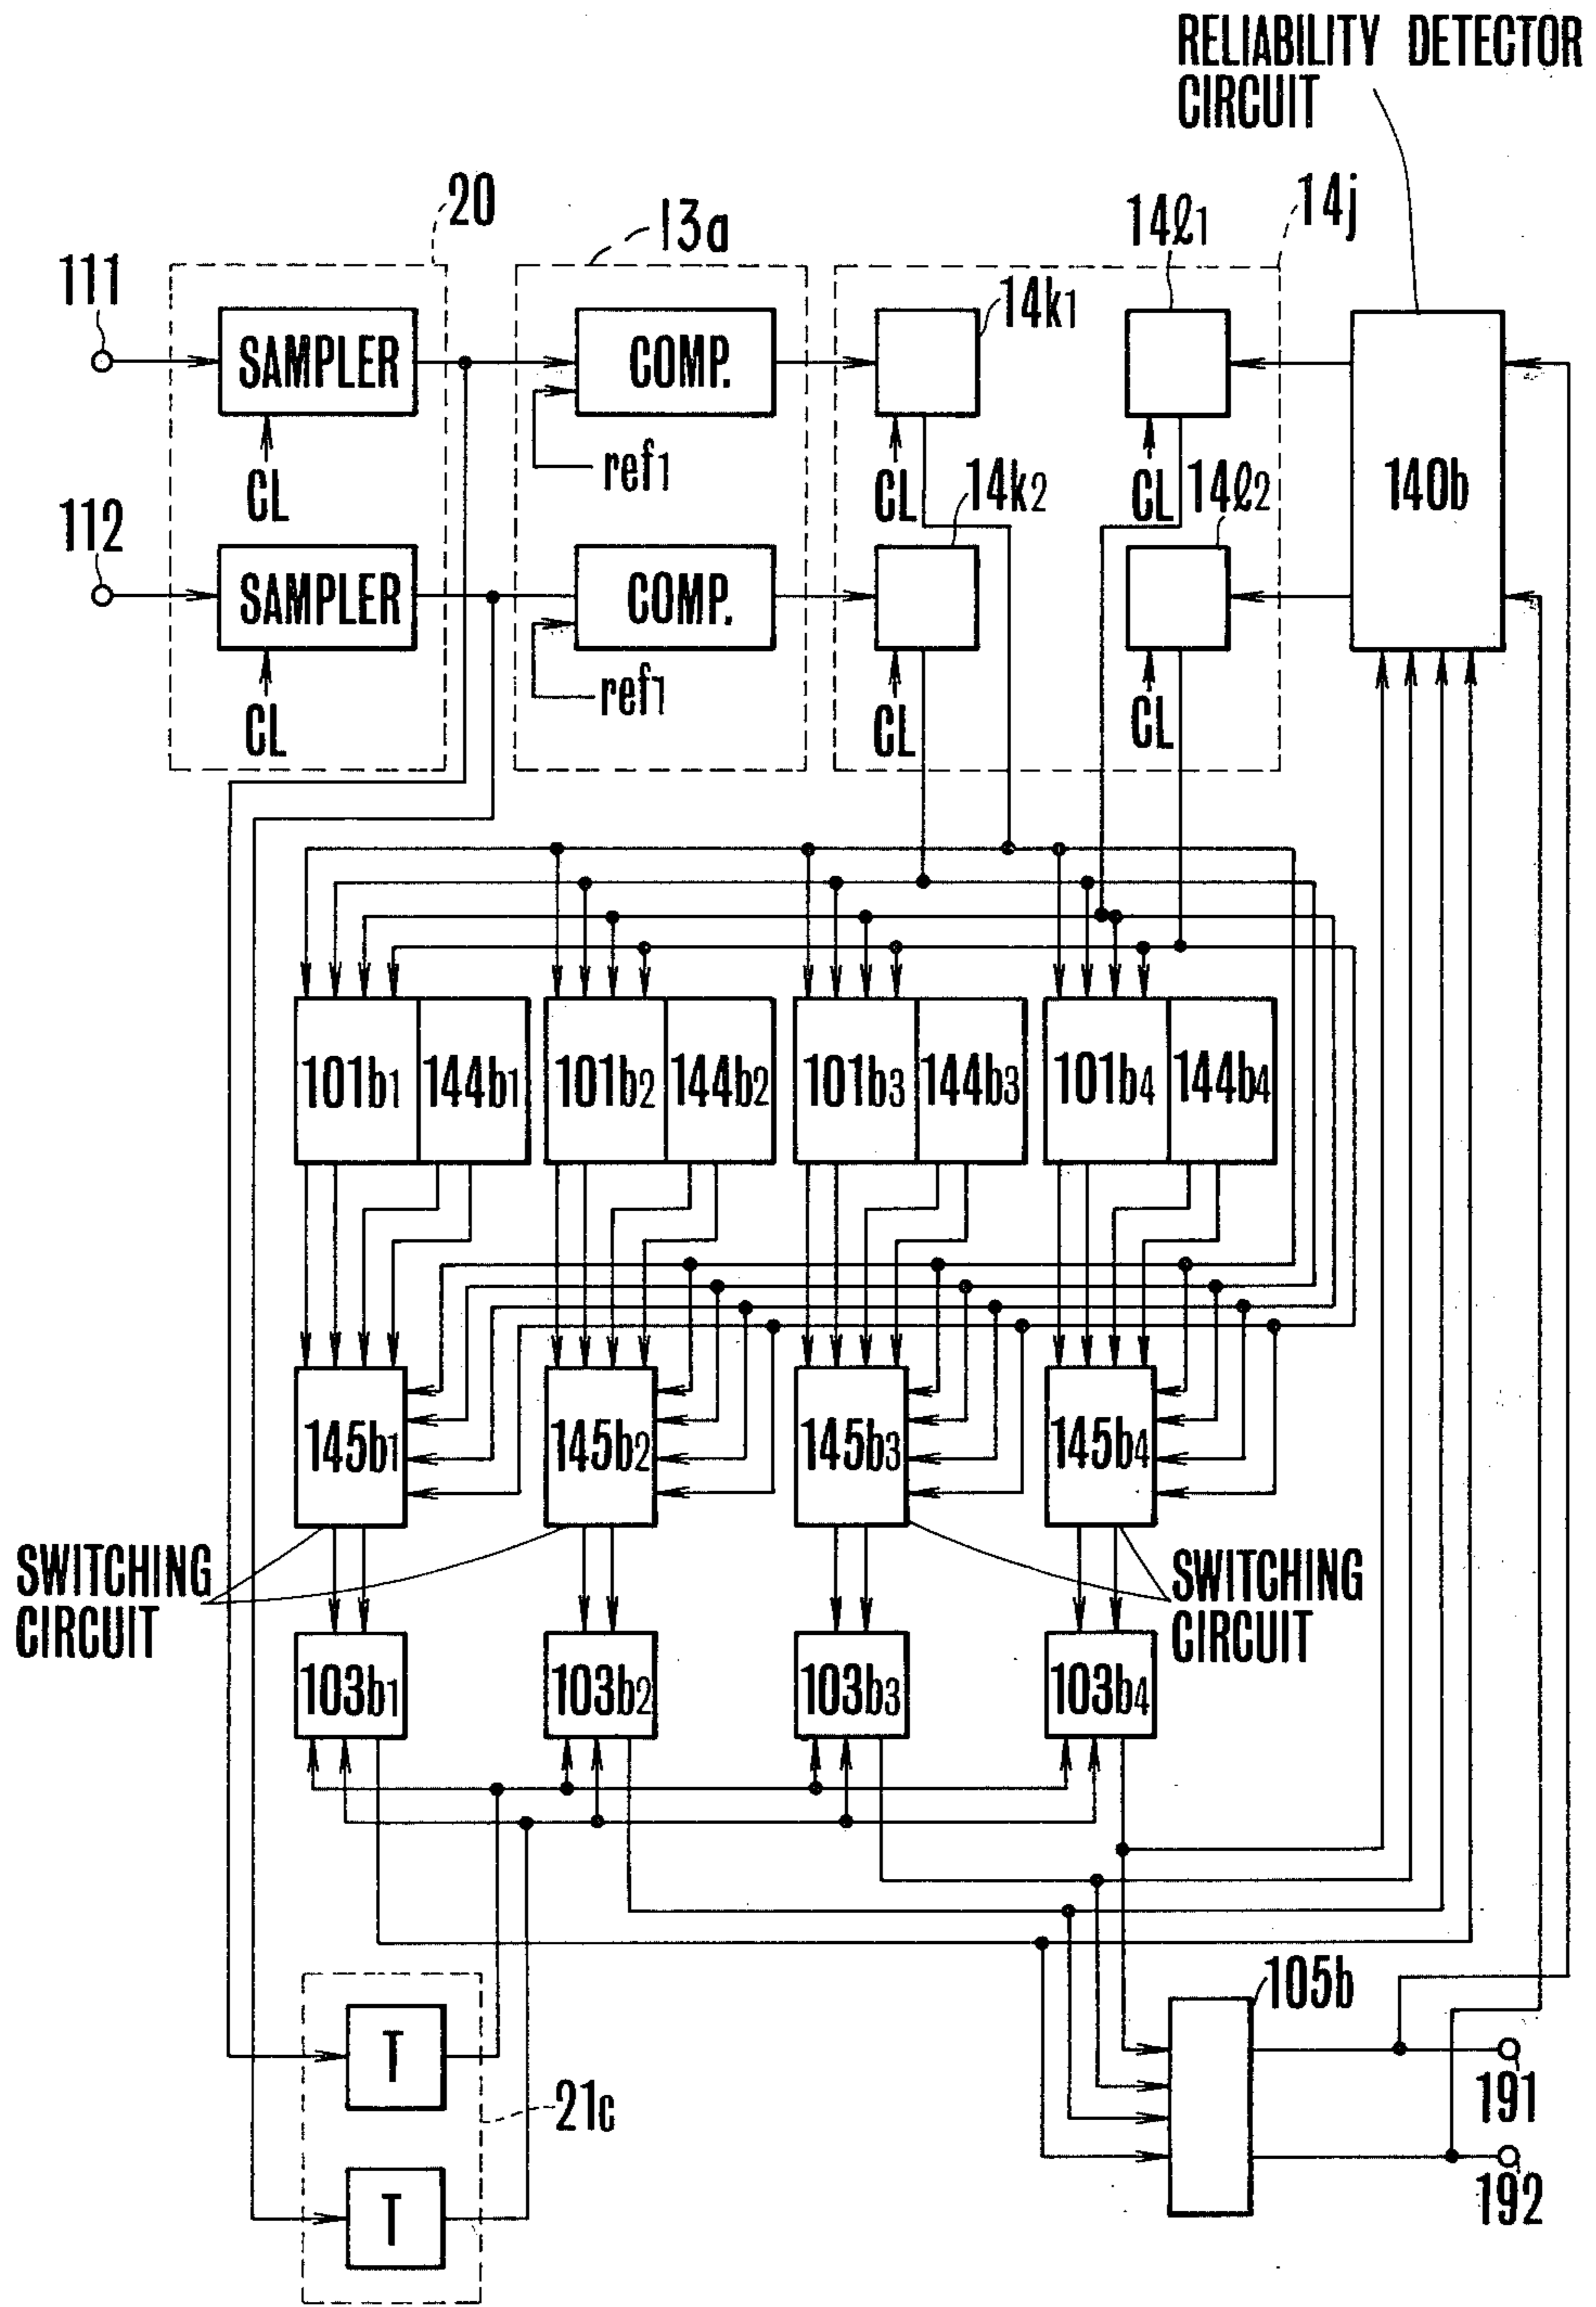 RELIABILITY DETECTOR
CIRCUIT
20
13a
14ℓ1
14j
111
SAMPLER
COMP.
14k1
CL
ref1
CL
14k2
CL
14ℓ2
140b
112
SAMPLER
COMP.
CL
ref1
CL
CL
101b1
144b1
101b2
144b2
101b3
144b3
101b4
144b4
145b1
145b2
145b3
145b4
SWITCHING
CIRCUIT
SWITCHING
CIRCUIT
103b1
103b2
103b3
103b4
105b
T
21c
191
T
192